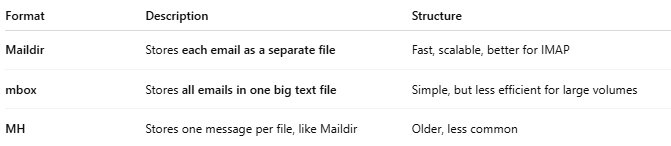 Format Description Structure
Maildir Stores each email as a separate file Fast, scalable, better for IMAP
mbox Stores all emails in one big text file Simple, but less efficient for large volumes
MH Stores one message per file, like Maildir Older, less common